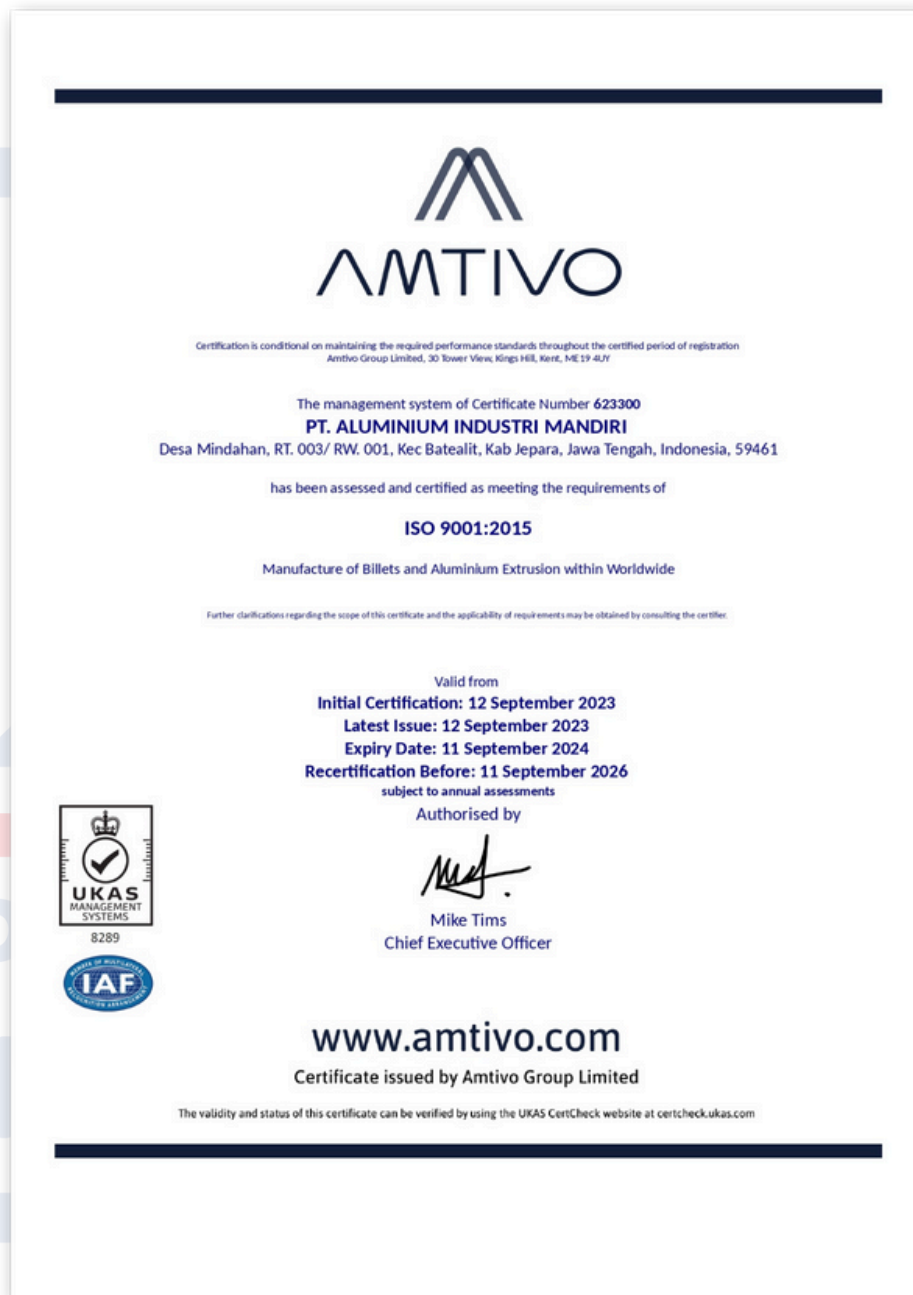 AMTIVO
Certification is conditional on maintaining the required performance standards throughout the certified period of registration
Amtivo Group Limited, 30 Tower View, Kings Hill, Kent, ME19 4UY
The management system of Certificate Number 623300
PT. ALUMINIUM INDUSTRI MANDIRI
Desa Mindahan, RT. 003/ RW. 001, Kec Batealit, Kab Jepara, Jawa Tengah, Indonesia, 59461
has been assessed and certified as meeting the requirements of
ISO 9001:2015
Manufacture of Billets and Aluminium Extrusion within Worldwide
Further clarifications regarding the scope of this certificate and the applicability of requirements may be obtained by consulting the certifier.
Valid from
Initial Certification: 12 September 2023
Latest Issue: 12 September 2023
Expiry Date: 11 September 2024
Recertification Before: 11 September 2026
subject to annual assessments
Authorised by
Mike Tims
Chief Executive Officer
UKAS
MANAGEMENT
SYSTEMS
8289
MEMBER OF MULTILATERAL
IAF
RECOGNITION ARRANGEMENT
www.amtivo.com
Certificate issued by Amtivo Group Limited
The validity and status of this certificate can be verified by using the UKAS CertCheck website at certcheck.ukas.com